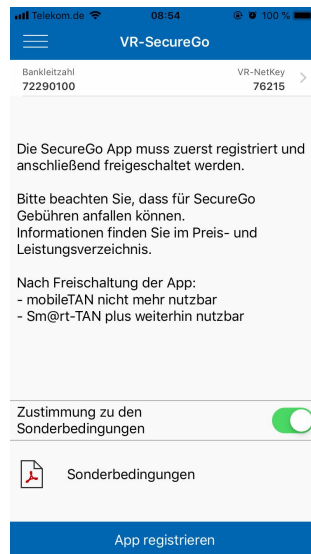 Telekom.de 08:54 100 %
VR-SecureGo
Bankleitzahl VR-NetKey
72290100 76215
Die SecureGo App muss zuerst registriert und
anschließend freigeschaltet werden.
Bitte beachten Sie, dass für SecureGo
Gebühren anfallen können.
Informationen finden Sie im Preis- und
Leistungsverzeichnis.
Nach Freischaltung der App:
- mobileTAN nicht mehr nutzbar
- Sm@rt-TAN plus weiterhin nutzbar
Zustimmung zu den
Sonderbedingungen
Sonderbedingungen
App registrieren